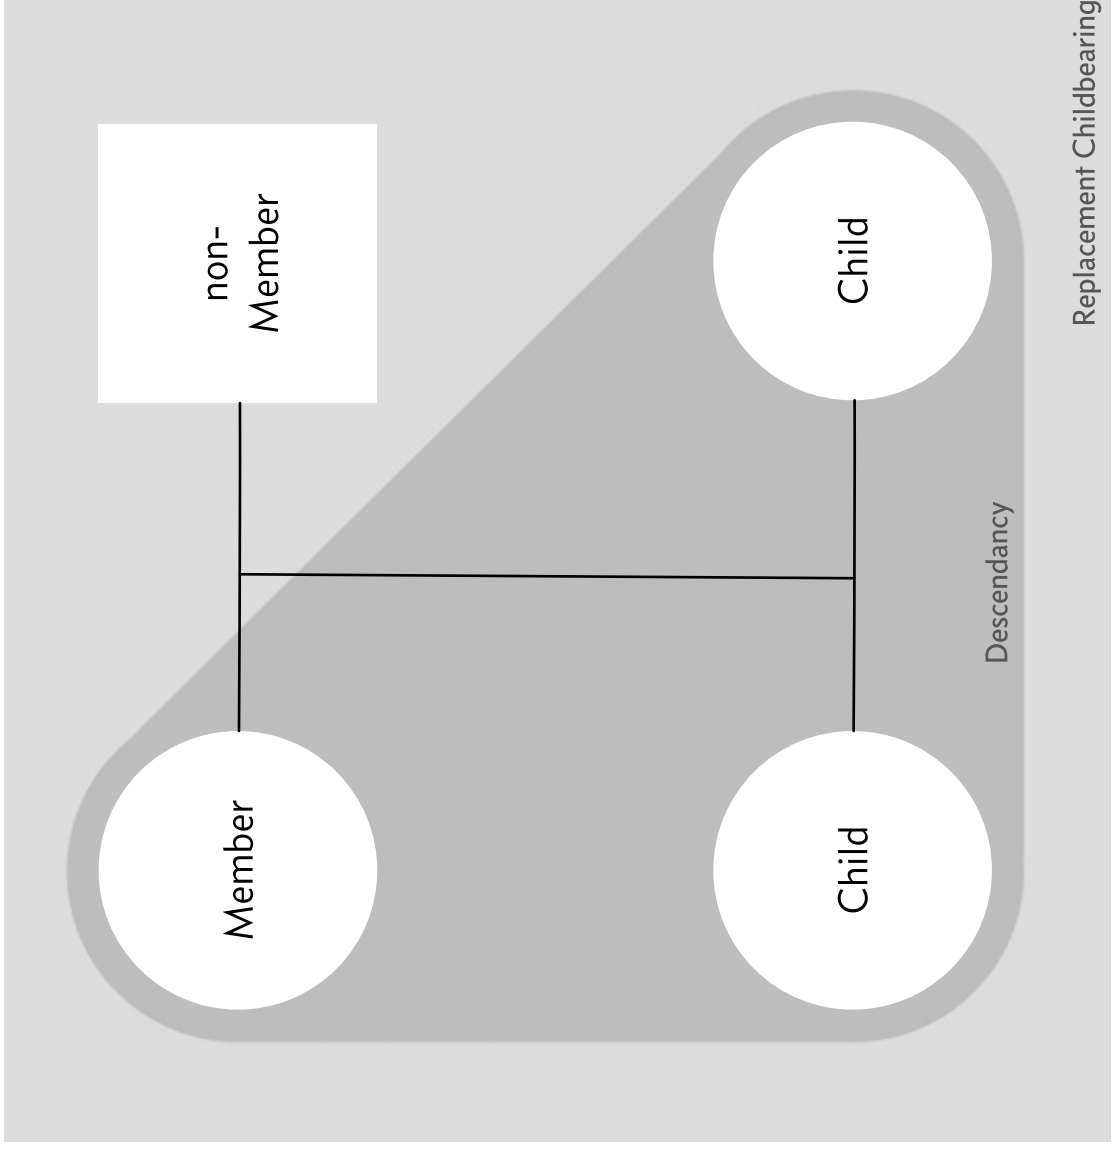 Member
non-
Member
Child
Child
Descendancy
Replacement Childbearing